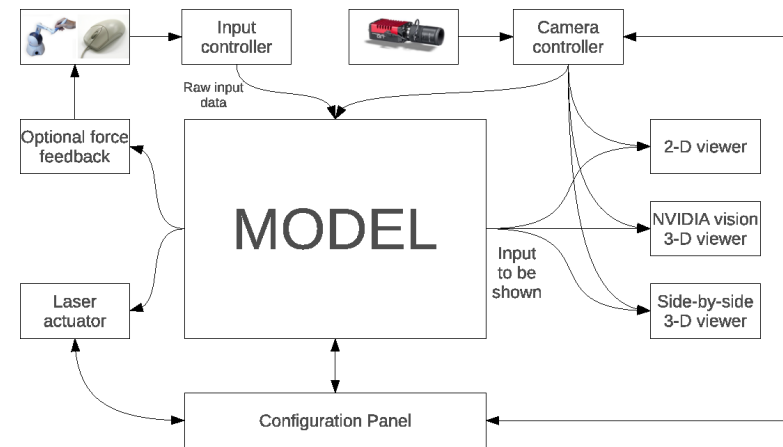 Input
controller
Camera
controller
Raw input
data
Optional force
feedback
MODEL
2-D viewer
NVIDIA vision
3-D viewer
Input
to be
shown
Laser
actuator
Side-by-side
3-D viewer
Configuration Panel